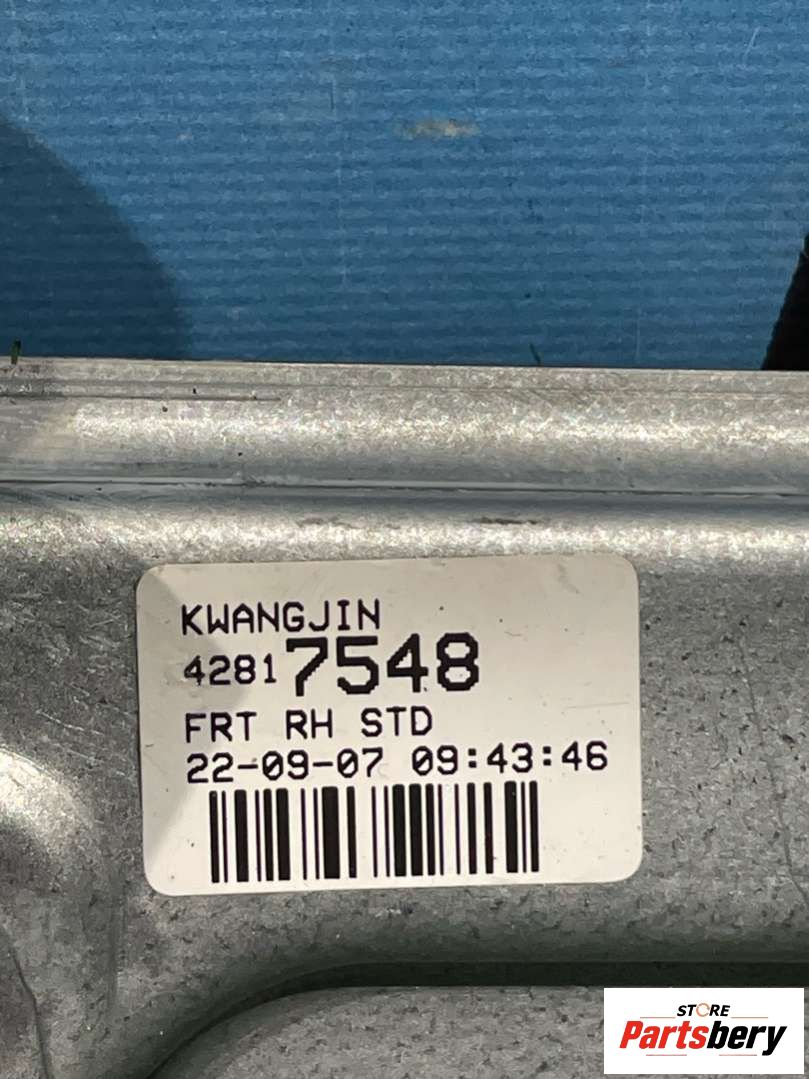 KWANGJIN
42817548
FRT RH STD
22-09-07 09:43:46
STORE
Partsbery